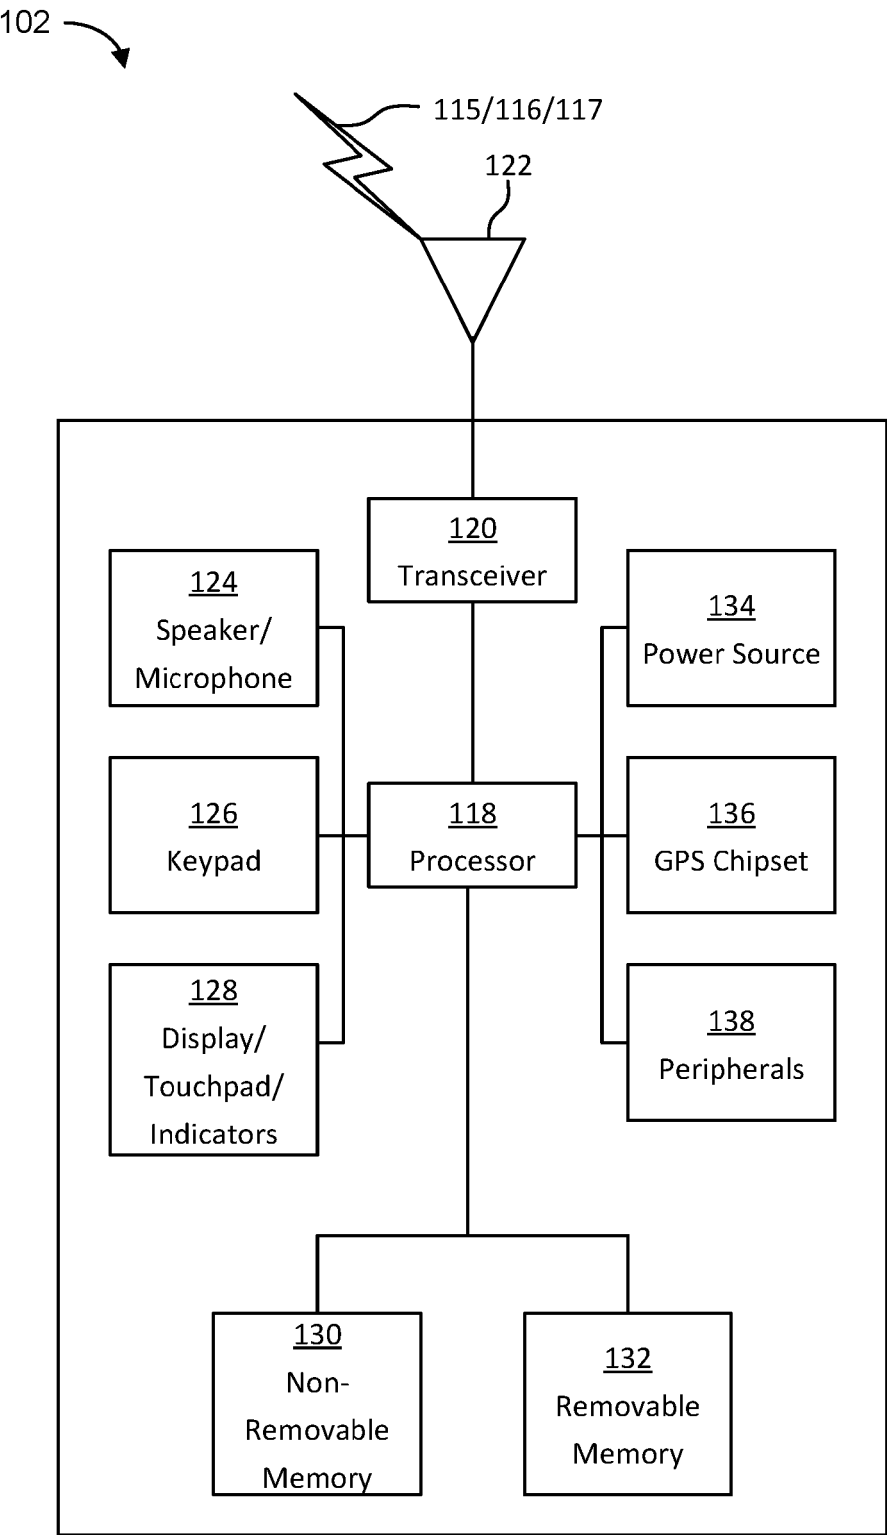 102
115/116/117
122
120
Transceiver
124
Speaker/
Microphone
134
Power Source
126
Keypad
118
Processor
136
GPS Chipset
128
Display/
Touchpad/
Indicators
138
Peripherals
130
Non-
Removable
Memory
132
Removable
Memory